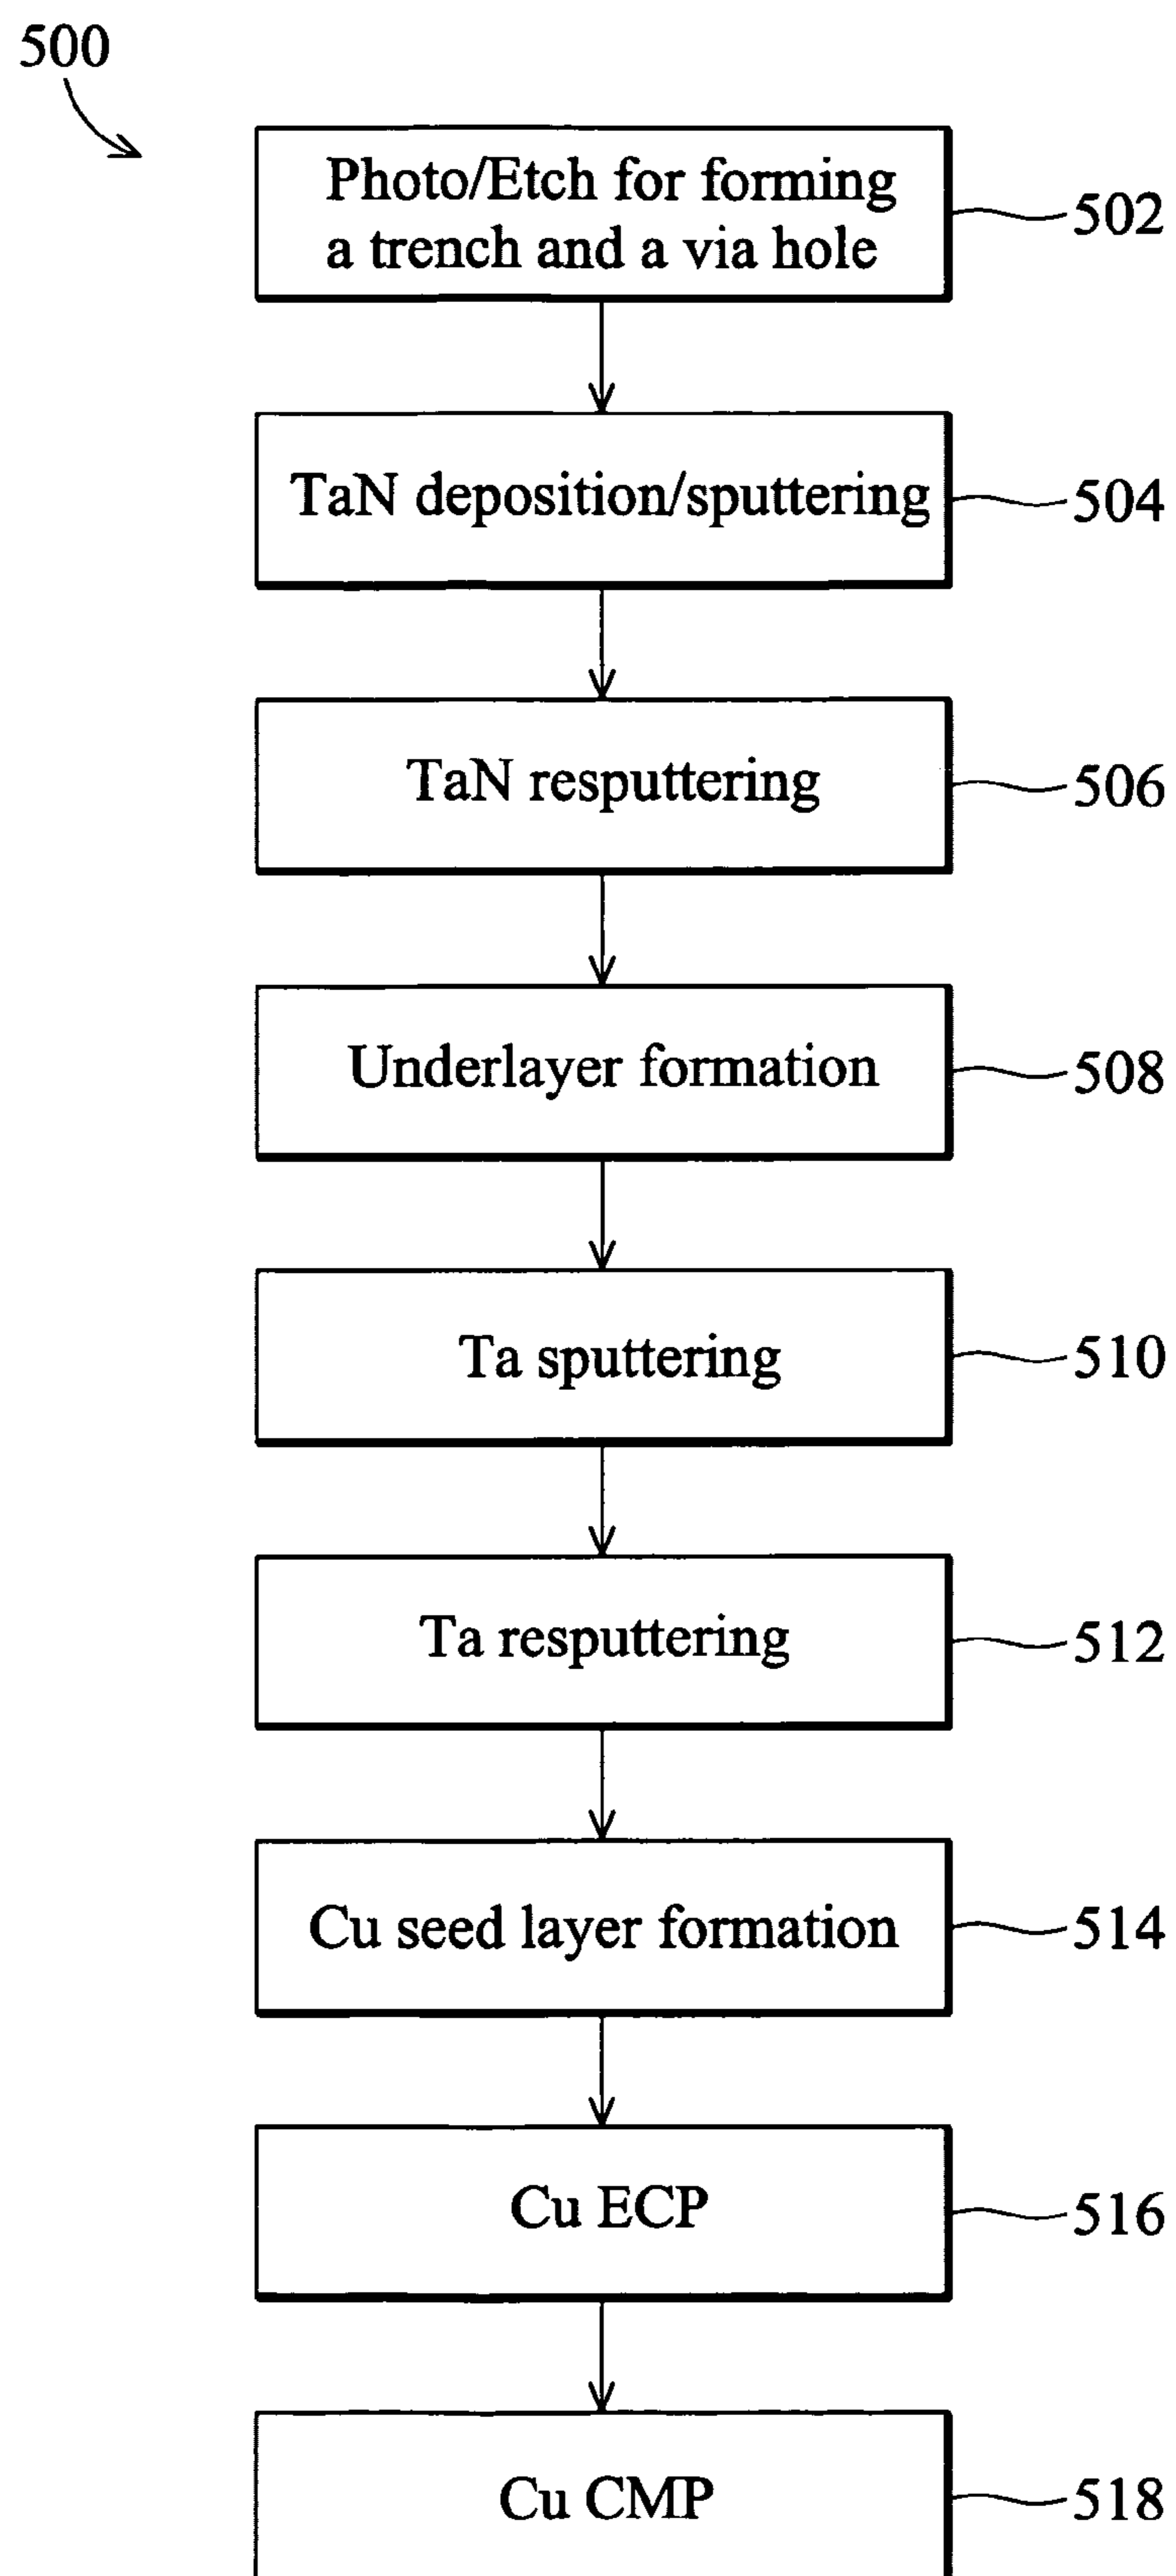 500
Photo/Etch for forming
a trench and a via hole
502
TaN deposition/sputtering
504
TaN resputtering
506
Underlayer formation
508
Ta sputtering
510
Ta resputtering
512
Cu seed layer formation
514
Cu ECP
516
Cu CMP
518